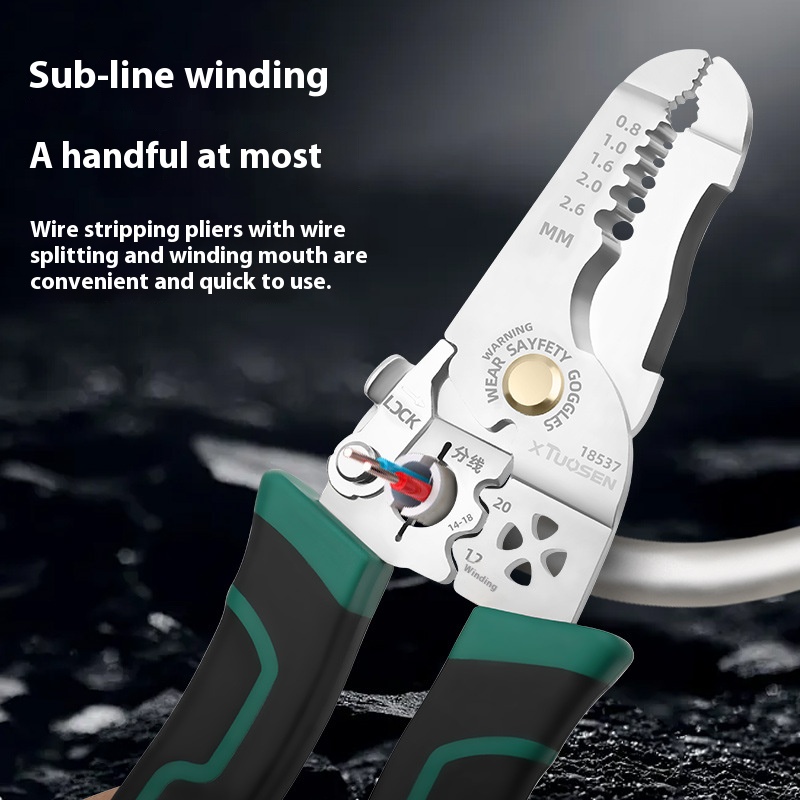 Sub-line winding
A handful at most
Wire stripping pliers with wire
splitting and winding mouth are
convenient and quick to use.
0.8
1.0
1.6
2.0
2.6
MM
WARNING
WEAR SAYFETY GOGGLES
LOCK
分线
xTUOSEN
18537
14-18
20
12
Winding